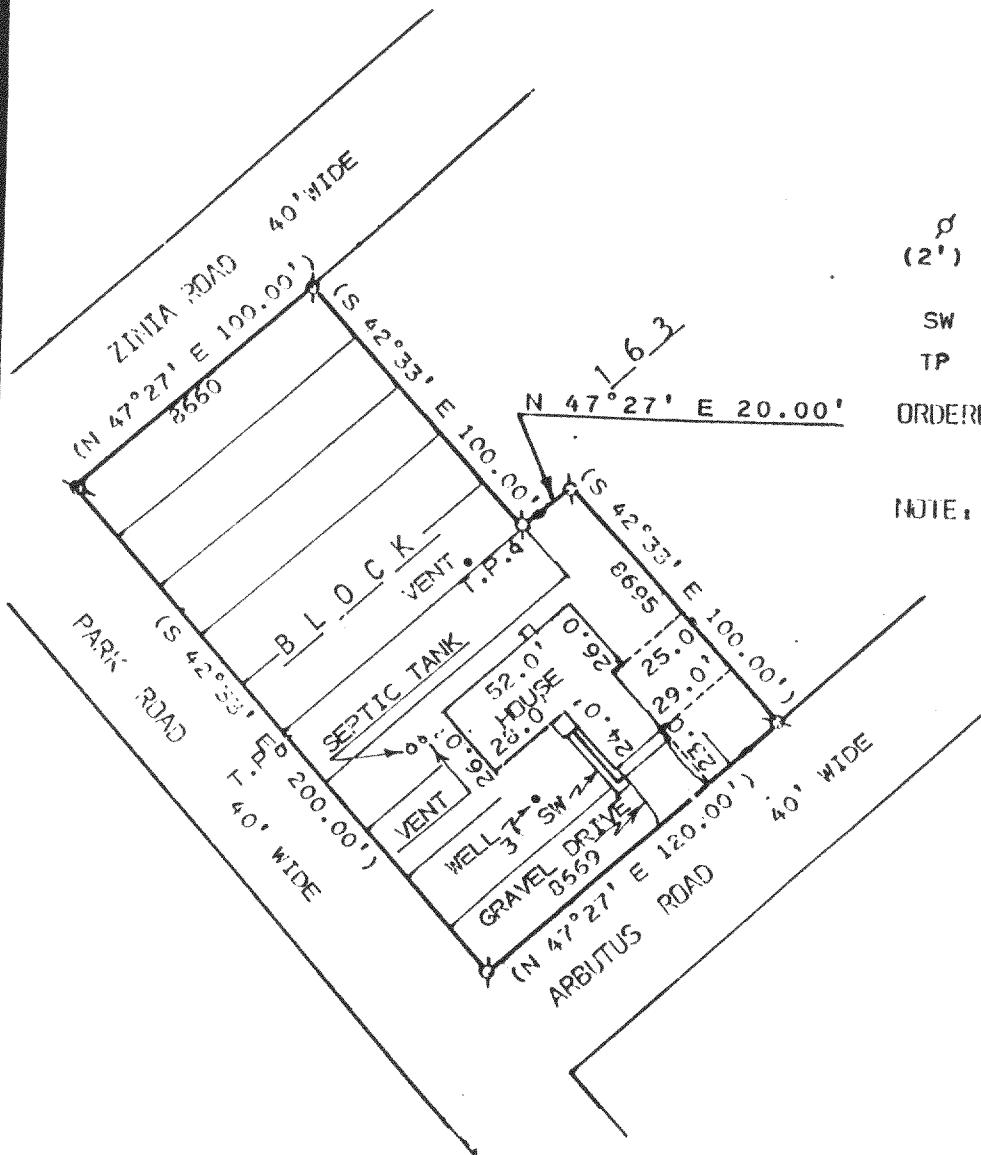 ZINIA ROAD 40' WIDE
(N 47°27' E 100.00')
8660
(S 42°33' E 100.00')
163
N 47°27' E 20.00'
(2')
SW
TP
NOTE:
(S 42°33' E 100.00')
8695
BLOCK
VENT
T.P.
PARK ROAD
40' WIDE
(S 42°33' E 200.00')
T.P.
SEPTIC TANK
52.0'
HOUSE
26.0
25.0
29.0'
28.0'
24.0'
26.0
VENT
WELL
3' SW
GRAVEL DRIVE
8669
(N 47°27' E 120.00')
ARBUTUS ROAD 40' WIDE